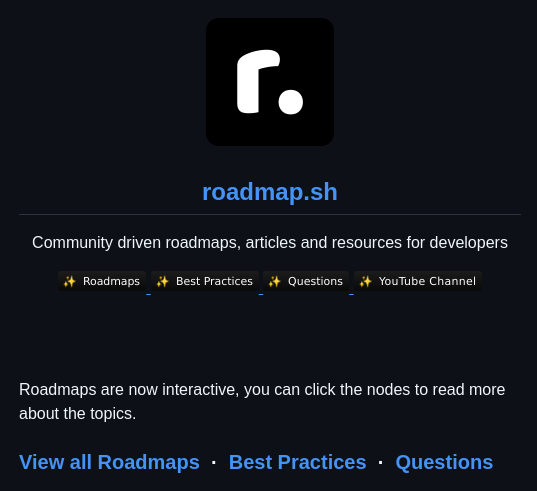 r.
roadmap.sh
Community driven roadmaps, articles and resources for developers
✨ Roadmaps ✨ Best Practices ✨ Questions ✨ YouTube Channel
Roadmaps are now interactive, you can click the nodes to read more
about the topics.
View all Roadmaps · Best Practices · Questions